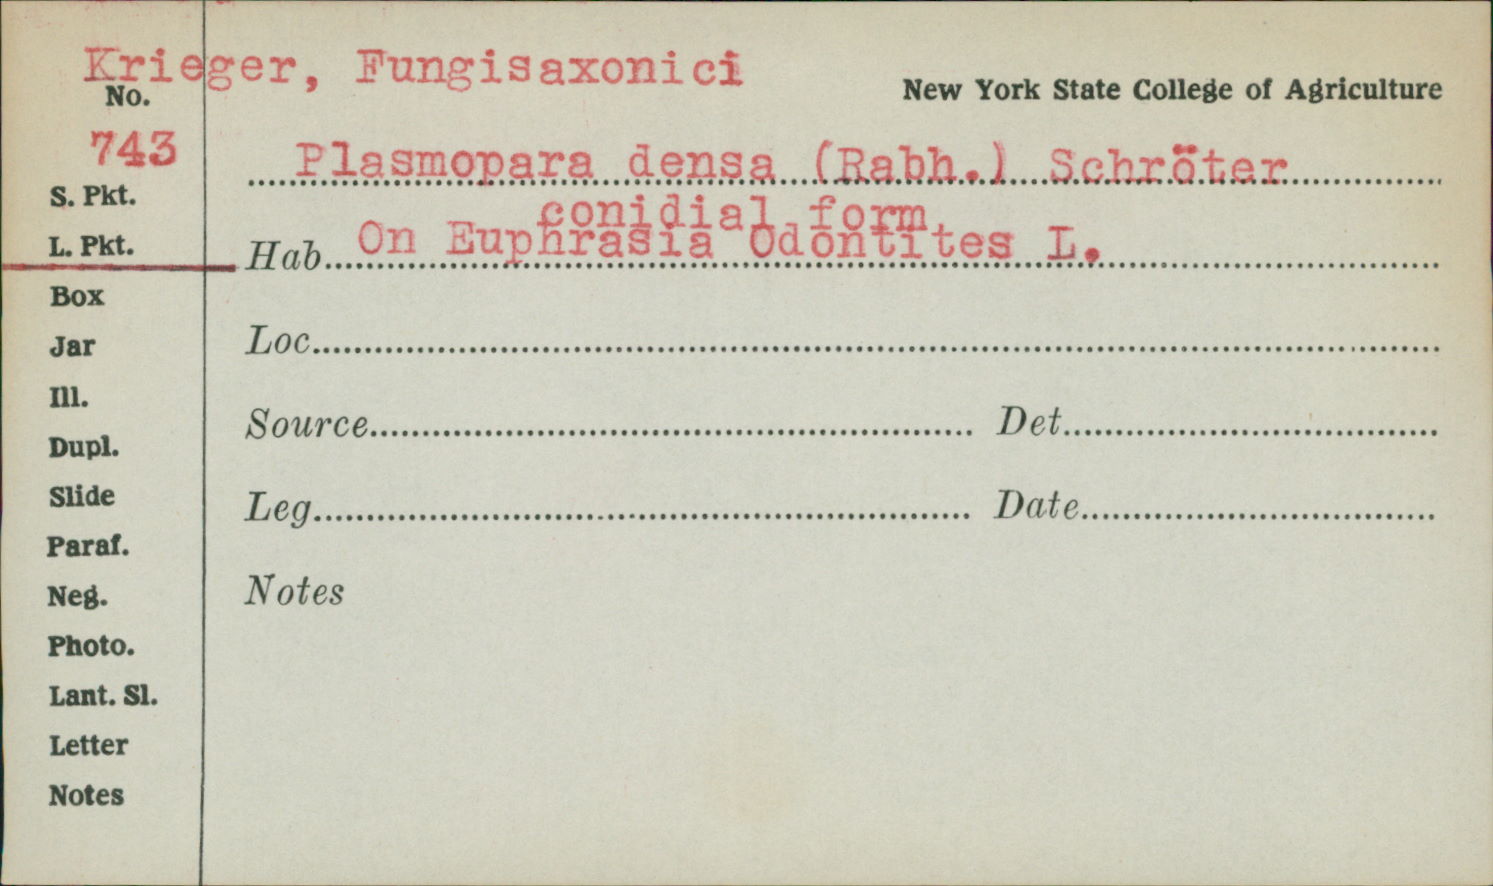 Krieger, Fungisaxonici
No.
New York State College of Agriculture
743
Plasmopara densa (Rabh.) Schröter
S. Pkt.
conidial form
L. Pkt.
Hab. On Euphrasia Odontites L.
Box
Jar
Loc.
Ill.
Source
Det.
Dupl.
Slide
Leg.
Date
Paraf.
Neg.
Notes
Photo.
Lant. Sl.
Letter
Notes